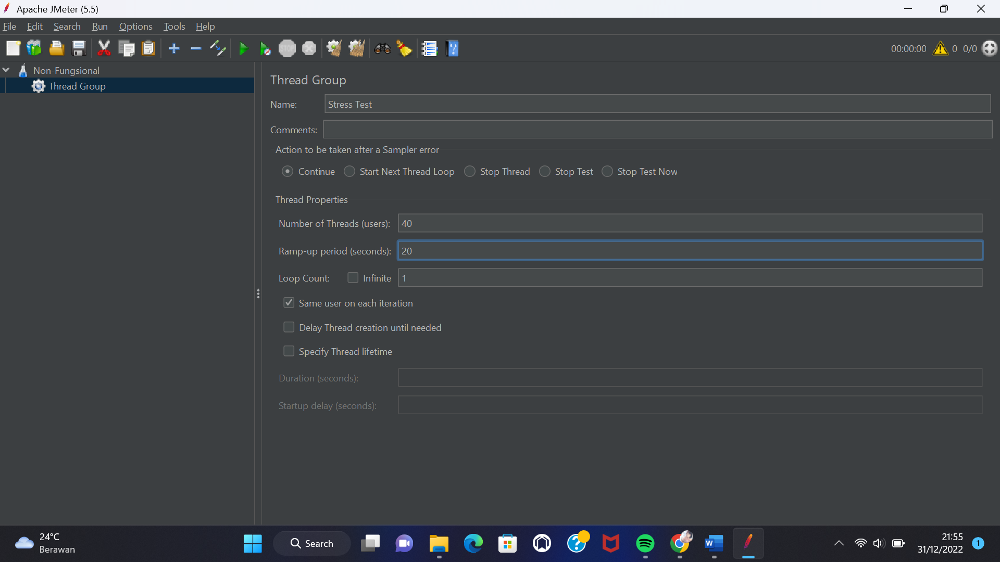 Apache JMeter (5.5)
File Edit Search Run Options Tools Help
STOP
00:00:00 0 0/0
Non-Fungsional
Thread Group
Thread Group
Name: Stress Test
Comments:
Action to be taken after a Sampler error
Continue Start Next Thread Loop Stop Thread Stop Test Stop Test Now
Thread Properties
Number of Threads (users): 40
Ramp-up period (seconds): 20
Loop Count: Infinite 1
Same user on each iteration
Delay Thread creation until needed
Specify Thread lifetime
Duration (seconds):
Startup delay (seconds):
24°C
Berawan
Search
W
21:55
31/12/2022
1